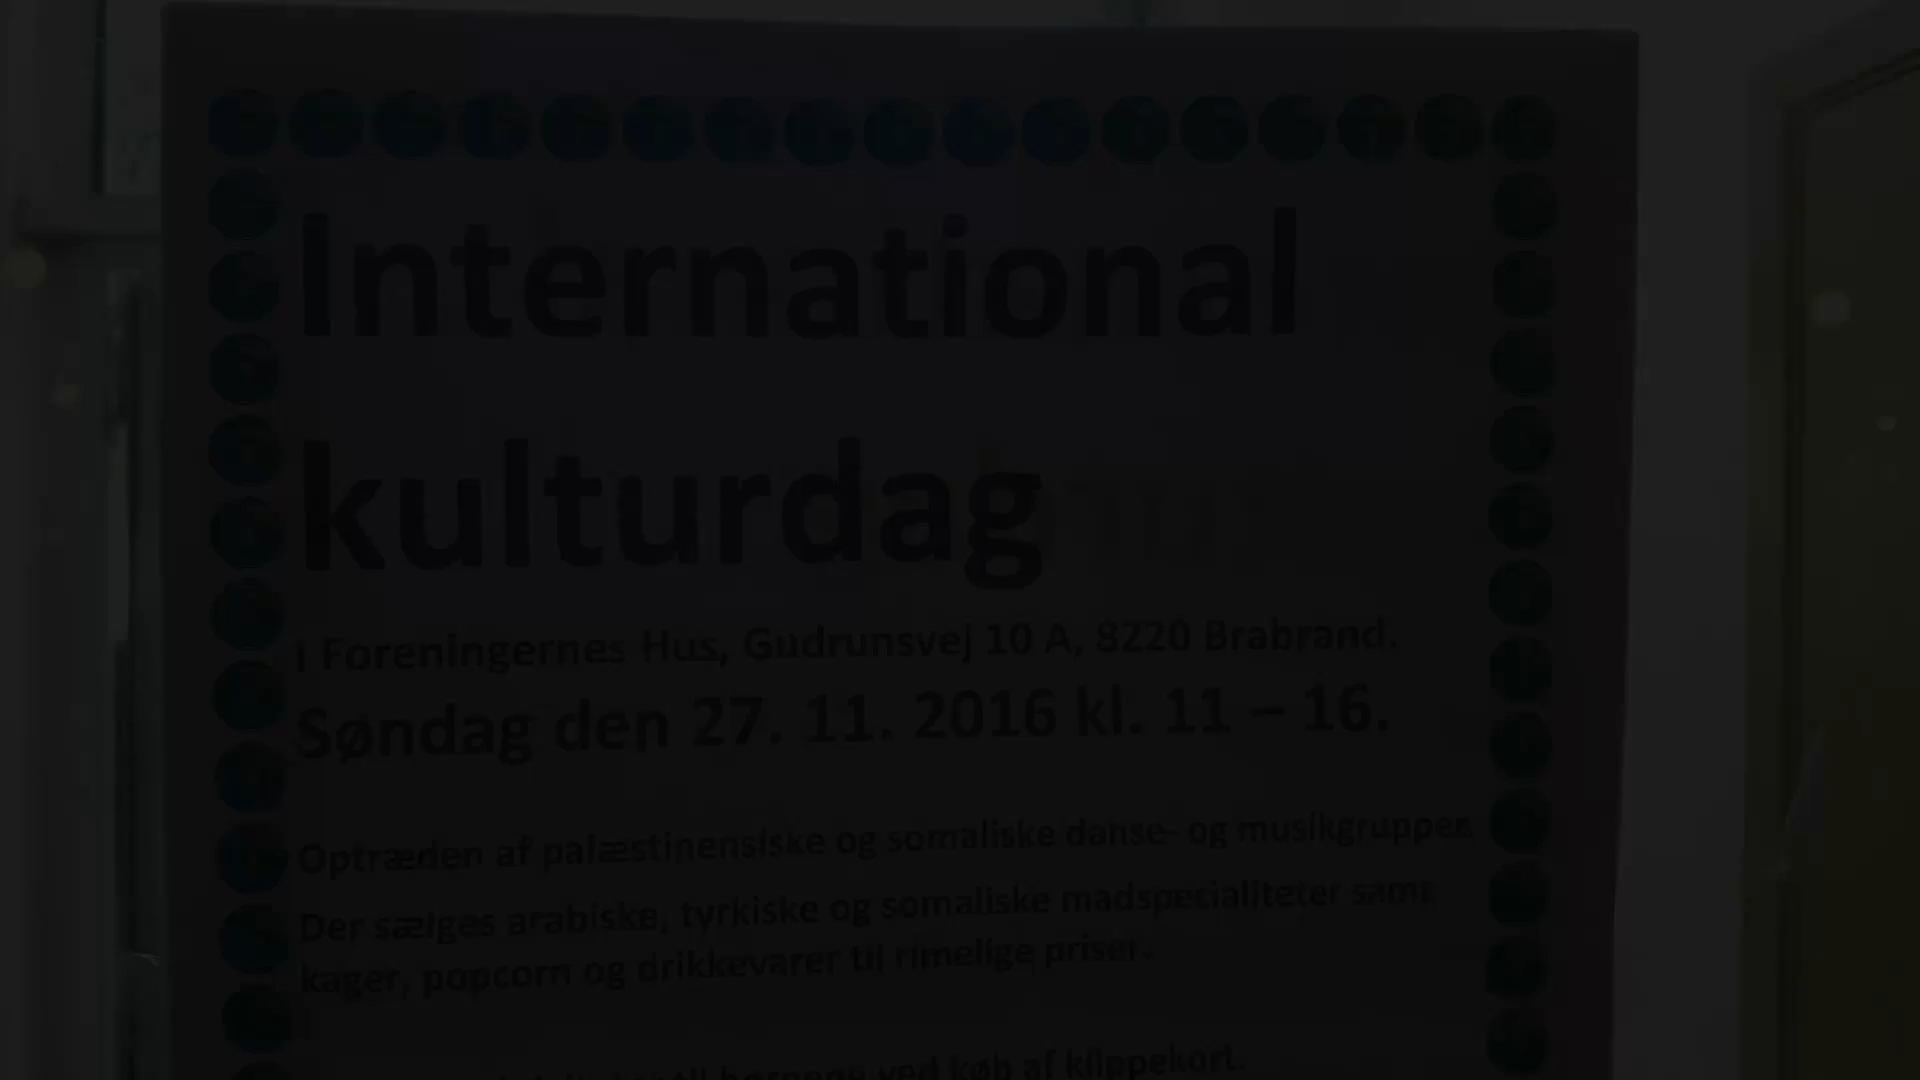 International
kulturdag
i Foreningernes Hus, Gudrunsvej 10 A, 8220 Brabrand.
Søndag den 27. 11. 2016 kl. 11 – 16.
Optræden af palæstinensiske og somaliske danse- og musikgrupper.
Der sælges arabiske, tyrkiske og somaliske madspecialiteter samt
kager, popcorn og drikkevarer til rimelige priser.
til børnene ved køb af klippekort.